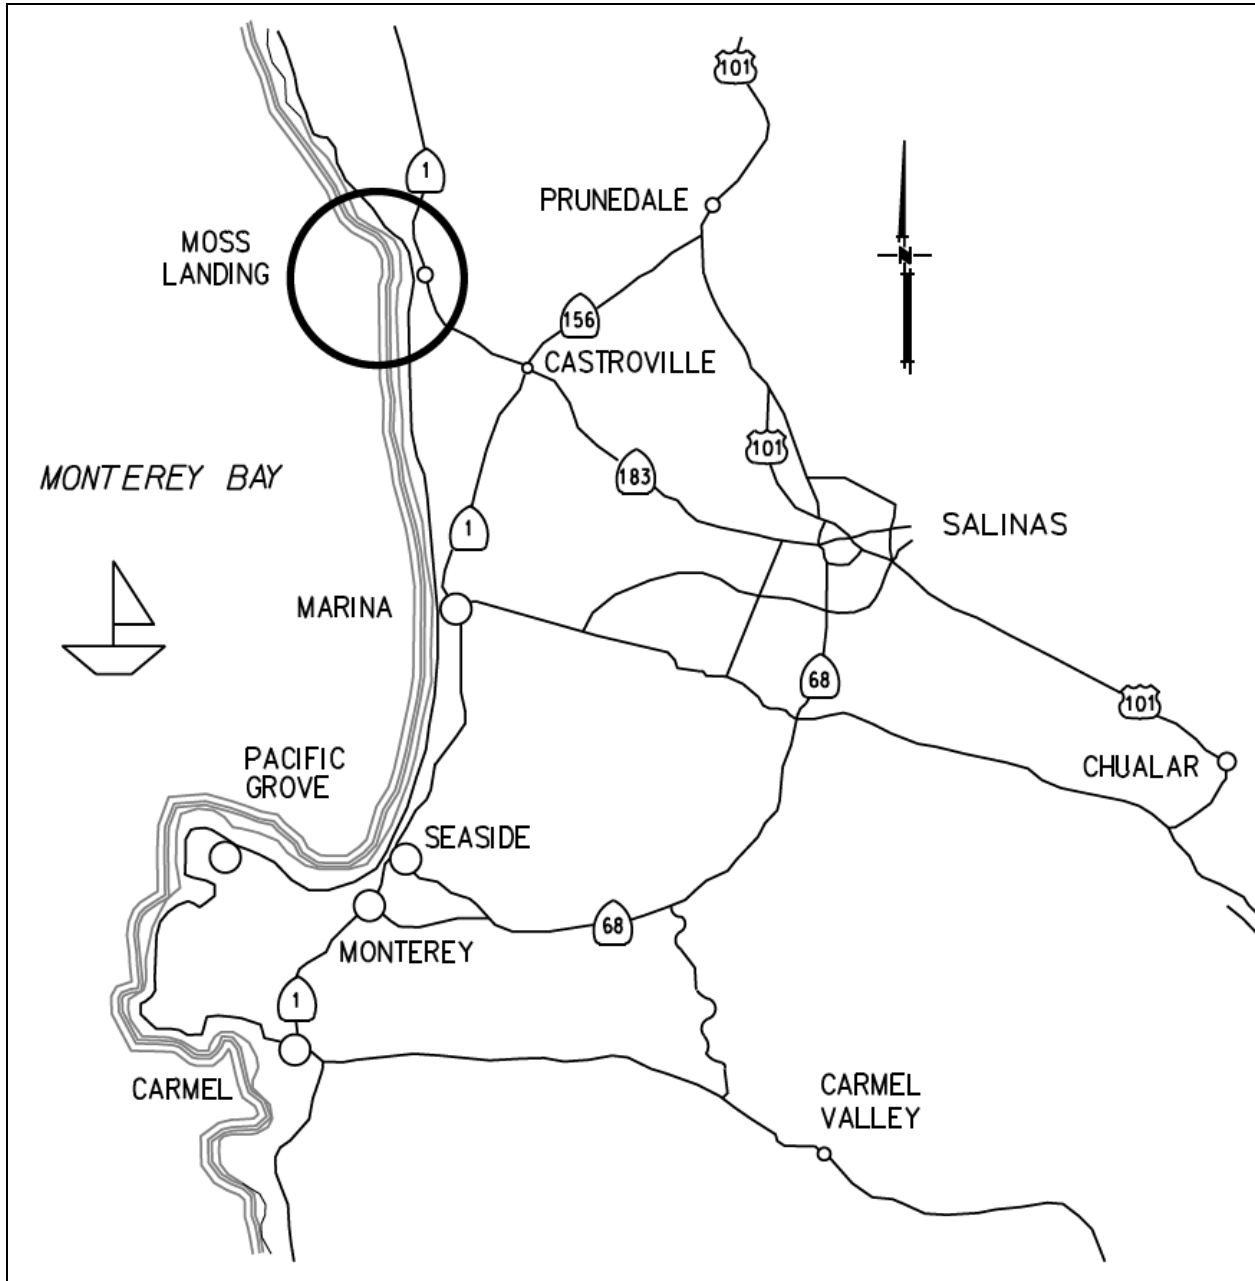 101
1
PRUNEDALE
MOSS
LANDING
N
156
CASTROVILLE
101
183
MONTEREY BAY
1
SALINAS
MARINA
68
101
PACIFIC
GROVE
CHUALAR
SEASIDE
68
MONTEREY
1
CARMEL
CARMEL
VALLEY